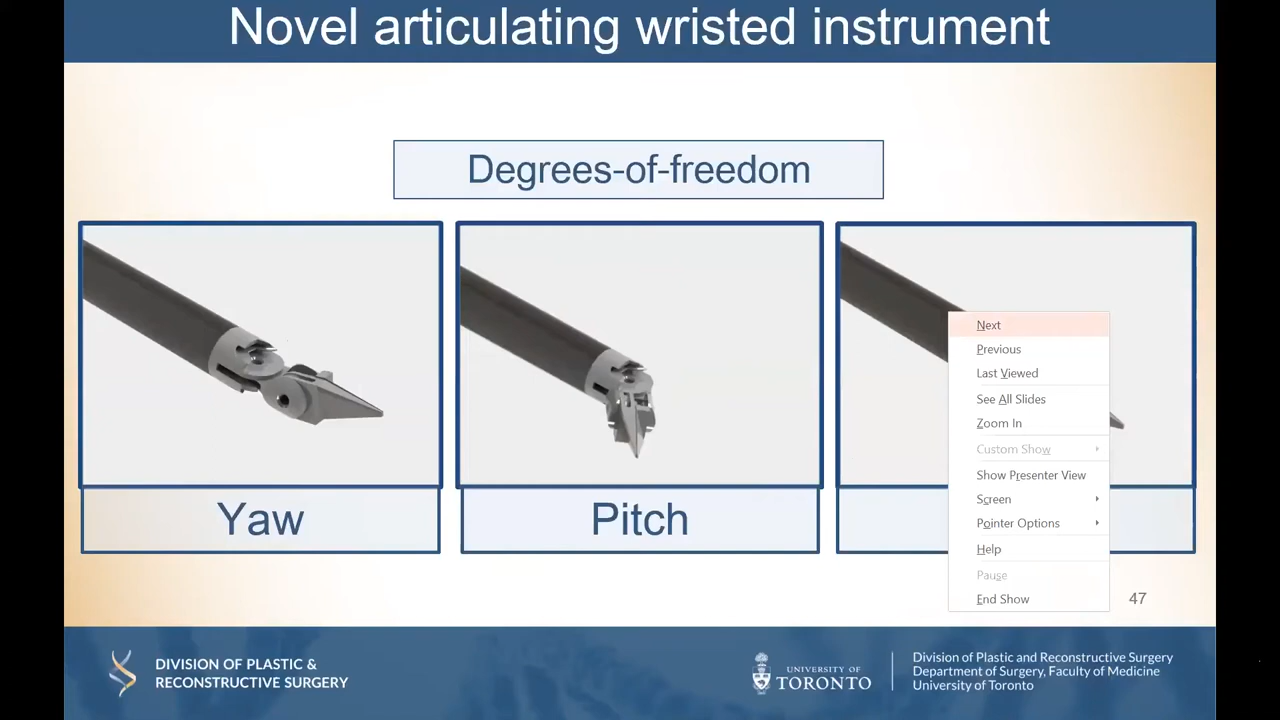 Novel articulating wristed instrument
Degrees-of-freedom
Yaw
Pitch
Next
Previous
Last Viewed
See All Slides
Zoom In
Custom Show
Show Presenter View
Screen
Pointer Options
Help
Pause
End Show
47
DIVISION OF PLASTIC &
RECONSTRUCTIVE SURGERY
UNIVERSITY OF
TORONTO
Division of Plastic and Reconstructive Surgery
Department of Surgery, Faculty of Medicine
University of Toronto